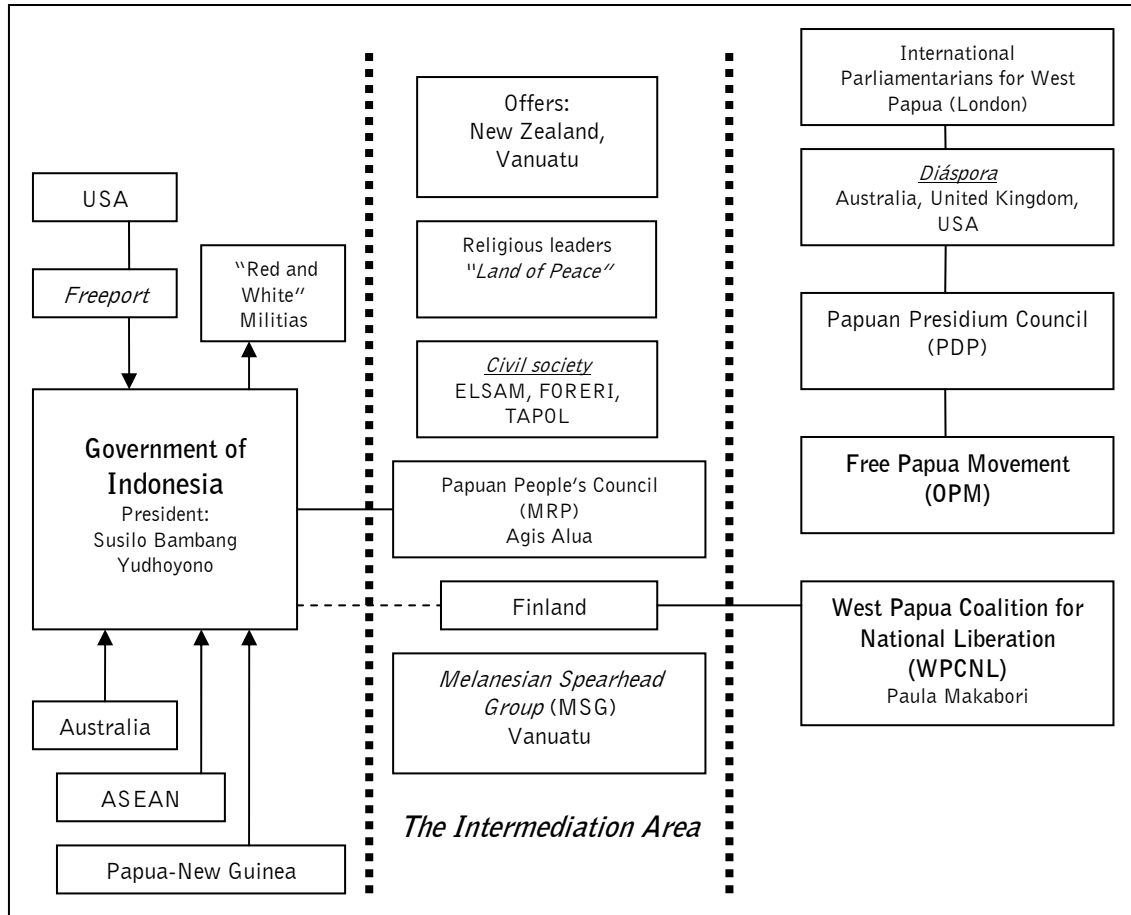 USA
Freeport
"Red and
White"
Militias
Government of
Indonesia
President:
Susilo Bambang
Yudhoyono
Australia
ASEAN
Papua-New Guinea
Offers:
New Zealand,
Vanuatu
Religious leaders
"Land of Peace"
Civil society
ELSAM, FORERI,
TAPOL
Papuan People's Council
(MRP)
Agis Alua
Finland
Melanesian Spearhead
Group (MSG)
Vanuatu
The Intermediation Area
International
Parliamentarians for West
Papua (London)
Diáspora
Australia, United Kingdom,
USA
Papuan Presidium Council
(PDP)
Free Papua Movement
(OPM)
West Papua Coalition for
National Liberation
(WPCNL)
Paula Makabori